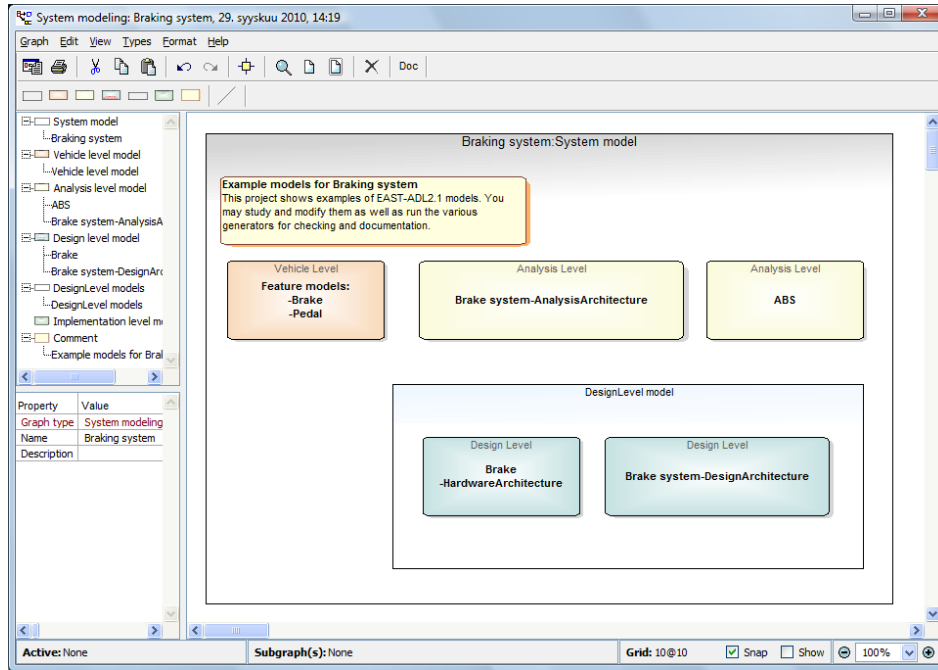 System modeling: Braking system, 29. syyskuu 2010, 14:19
Graph Edit View Types Format Help
Doc
System model
Braking system
Vehicle level model
Vehicle level model
Analysis level model
ABS
Brake system-AnalysisA
Design level model
Brake
Brake system-DesignArc
DesignLevel models
DesignLevel models
Implementation level m
Comment
Example models for Bra
Property Value
Graph type System modeling
Name Braking system
Description
Braking system:System model
Example models for Braking system
This project shows examples of EAST-ADL2.1 models. You
may study and modify them as well as run the various
generators for checking and documentation.
Vehicle Level
Feature models:
-Brake
-Pedal
Analysis Level
Brake system-AnalysisArchitecture
Analysis Level
ABS
DesignLevel model
Design Level
Brake
-HardwareArchitecture
Design Level
Brake system-DesignArchitecture
Active: None
Subgraph(s): None
Grid: 10@10
Snap
Show
100%